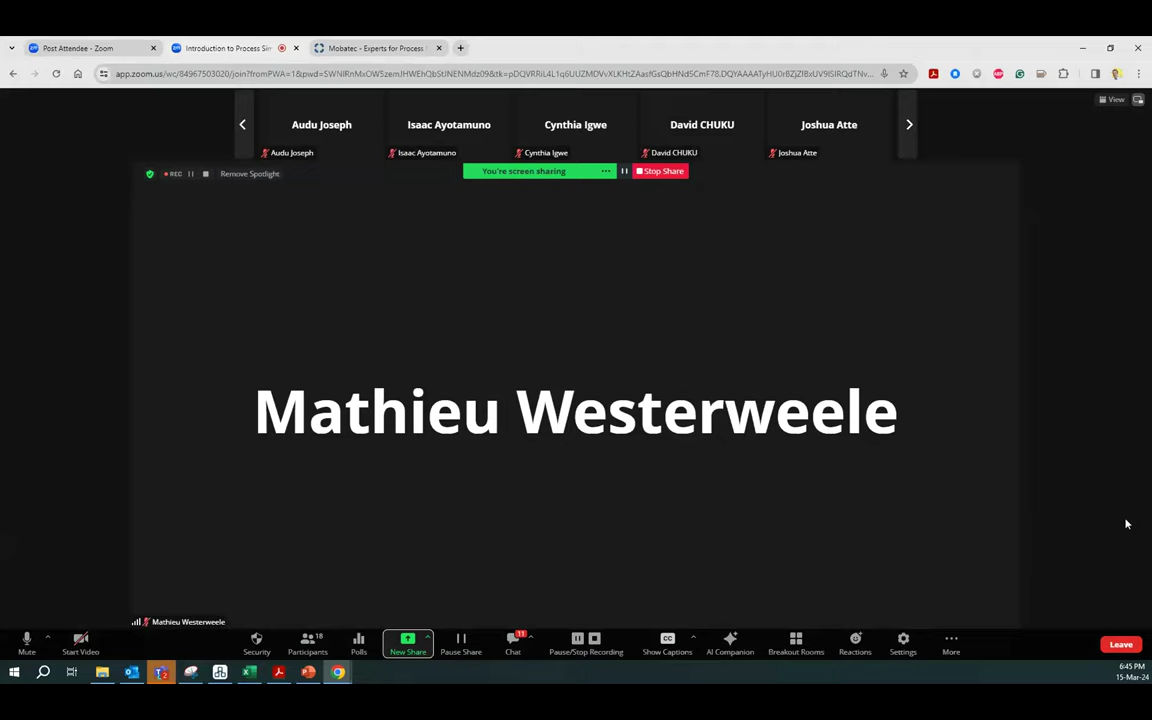 Post Attendee - Zoom
Introduction to Process Sim
Mobatec - Experts for Process
View
Audu Joseph
Isaac Ayotamuno
Cynthia Igwe
David CHUKU
Joshua Atte
Audu Joseph
Isaac Ayotamuno
Cynthia Igwe
David CHUKU
Joshua Atte
REC
Remove Spotlight
You're screen sharing
Stop Share
Mathieu Westerweele
Mathieu Westerweele
18
11
CC
Mute
Start Video
Security
Participants
Polls
New Share
Pause Share
Chat
Pause/Stop Recording
Show Captions
AI Companion
Breakout Rooms
Reactions
Settings
More
Leave
6:45 PM
15-Mar-24